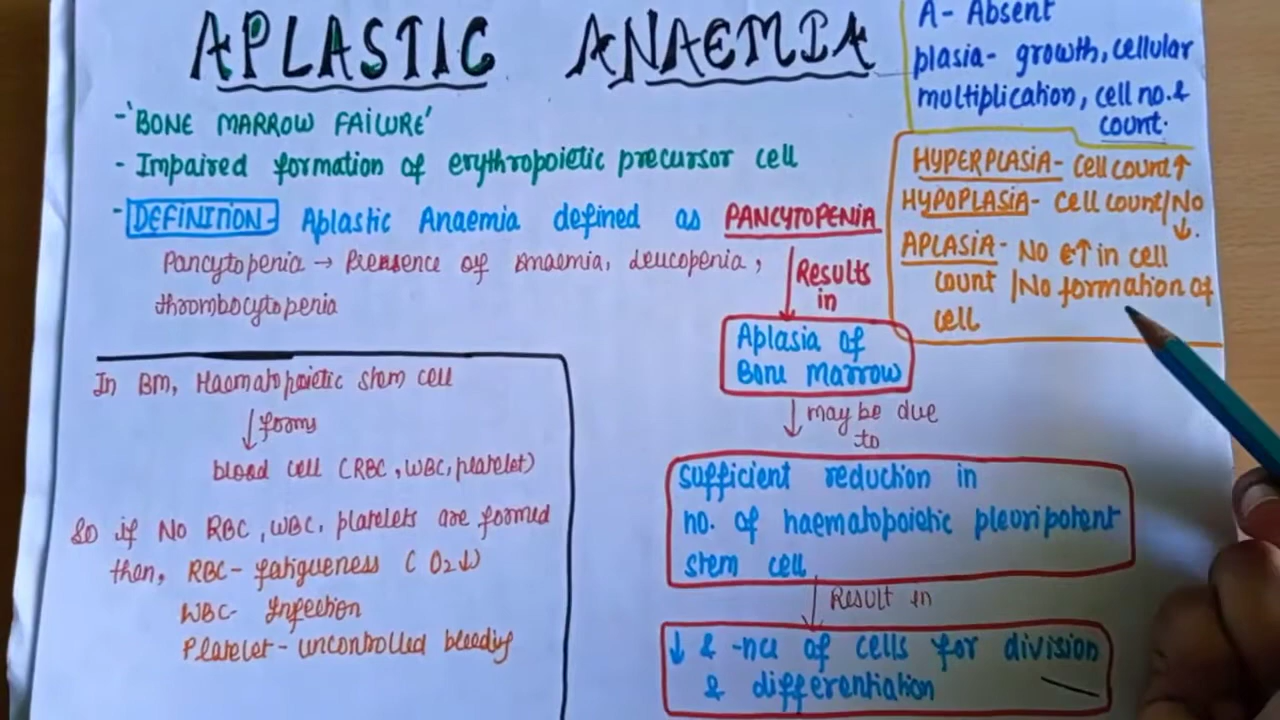 APLASTIC ANAEMIA
A- Absent
plasia- growth, cellular
multiplication, cell no. &
count.
- 'BONE MARROW FAILURE'
- Impaired formation of erythropoietic precursor cell
- DEFINITION- Aplastic Anaemia defined as PANCYTOPENIA
Pancytopenia → Presence of anaemia, leucopenia,
thrombocytopenia
HYPERPLASIA- Cell count ↑
HYPOPLASIA- Cell count/No
↓.
APLASIA- No ↑ in cell
count /No formation of
cell
Results
in
Aplasia of
Bone Marrow
↓ may be due
to
sufficient reduction in
no. of haematopoietic pleuripotent
stem cell
↓ Result in
↓ & -nce of cells for division
& differentiation
In BM, Haematopoietic stem cell
↓ forms
blood cell (RBC, WBC, platelet)
So if No RBC, WBC, platelets are formed
then, RBC- fatigueness ( O2↓)
WBC- Infection
Platelet- uncontrolled bleeding